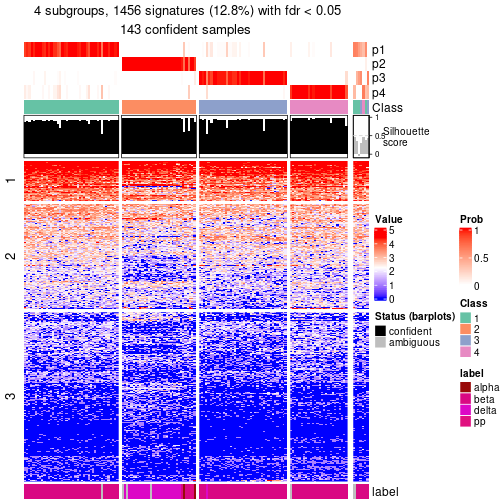 4 subgroups, 1456 signatures (12.8%) with fdr < 0.05
143 confident samples
p1
p2
p3
p4
Class
1
0.5
0
Silhouette
score
1
2
3
label
Value
5
4
3
2
1
0
Status (barplots)
confident
ambiguous
Prob
1
0.5
0
Class
1
2
3
4
label
alpha
beta
delta
pp